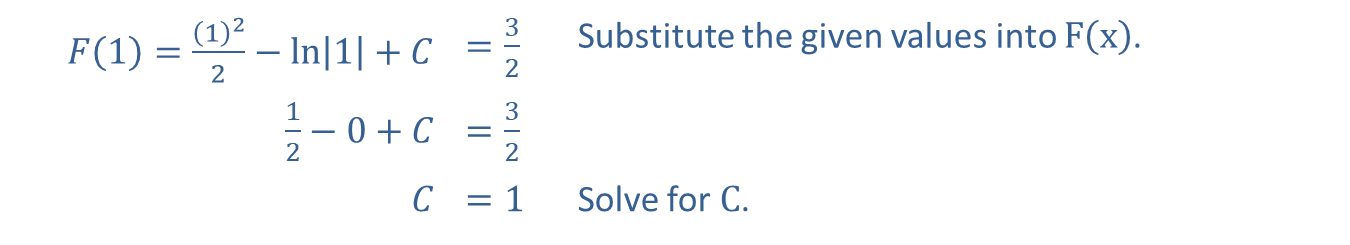 F(1) = (1)²/2 − ln|1| + C = 3/2 Substitute the given values into F(x).
1/2 − 0 + C = 3/2
C = 1 Solve for C.